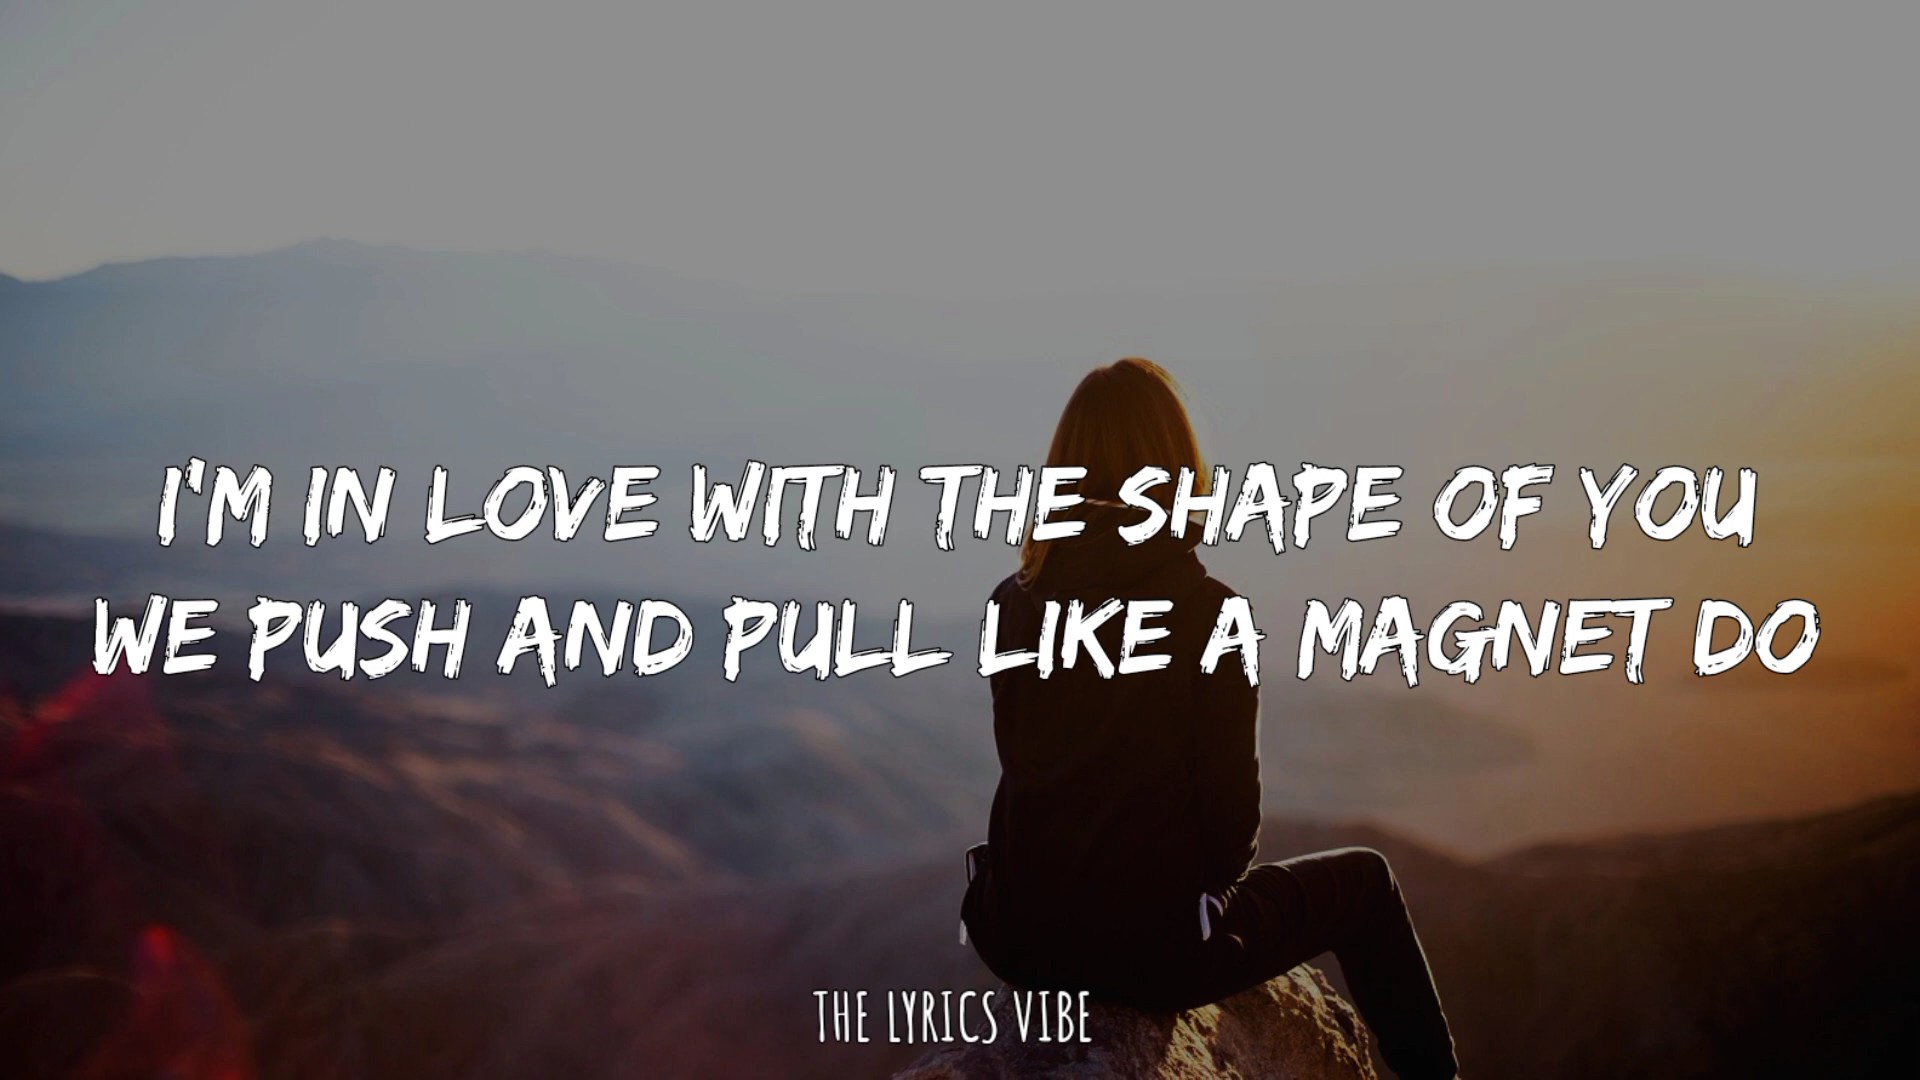 I'M IN LOVE WITH THE SHAPE OF YOU
WE PUSH AND PULL LIKE A MAGNET DO
THE LYRICS VIBE